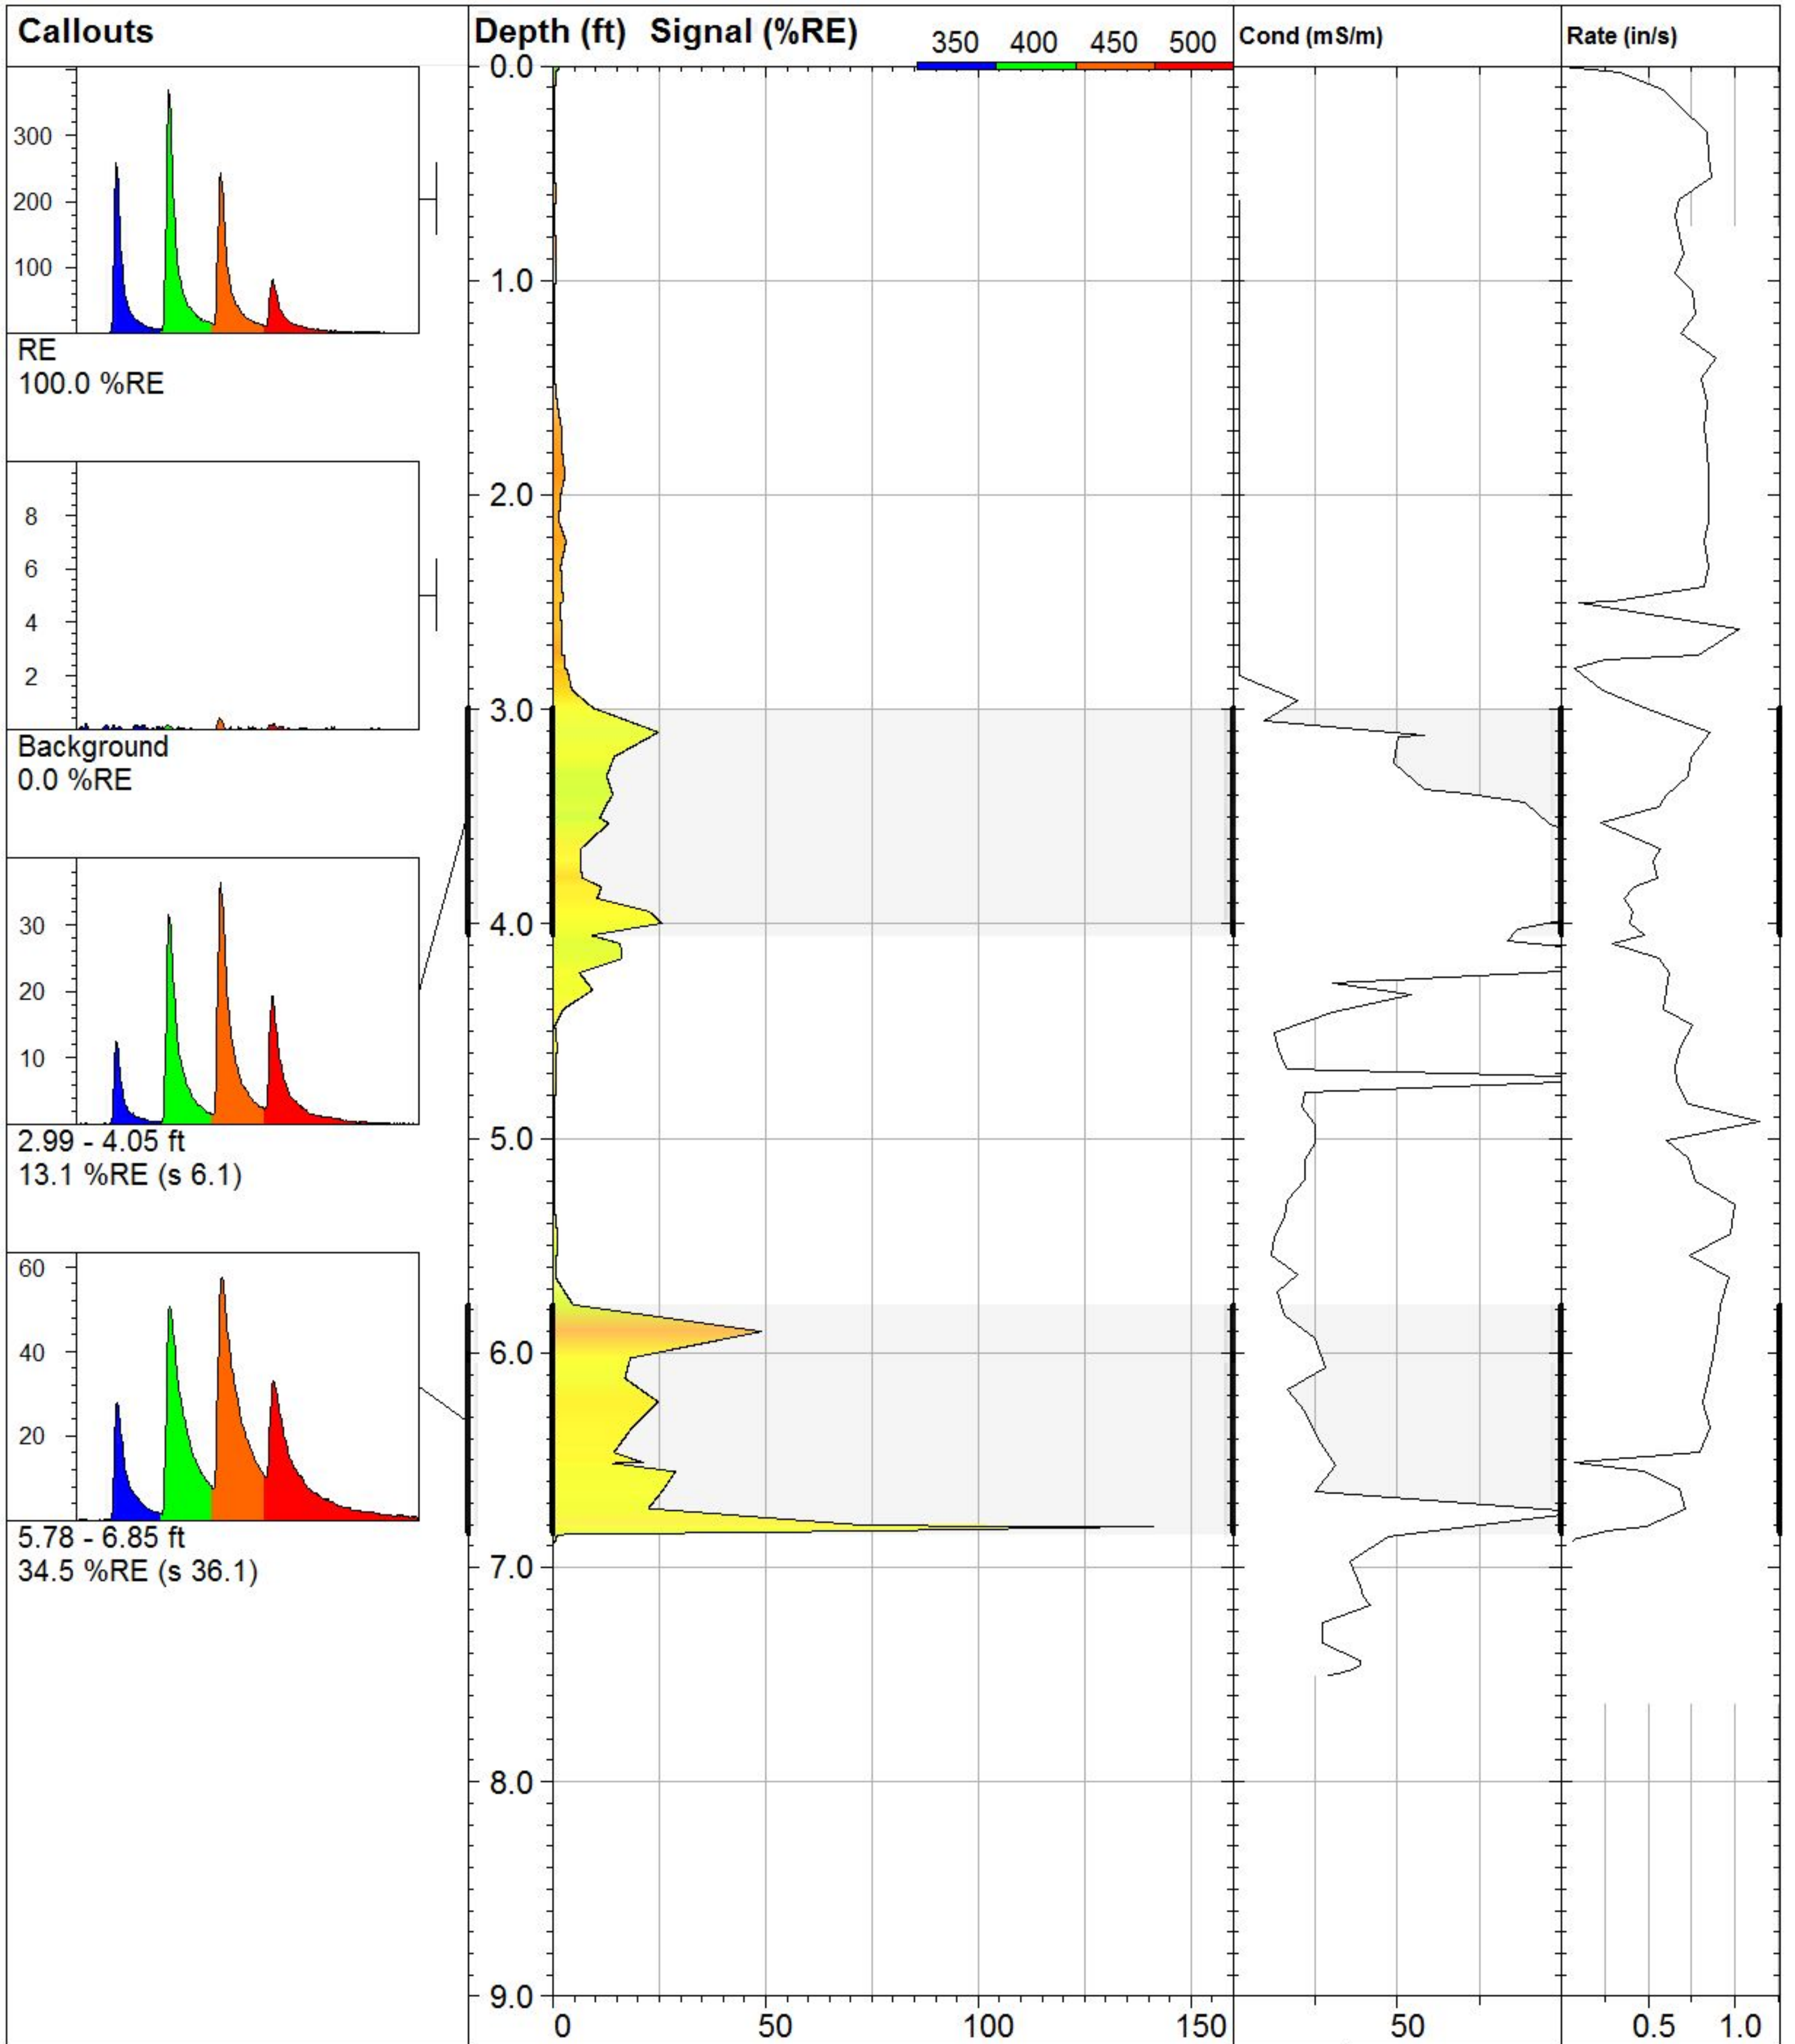 Callouts
Depth (ft) Signal (%RE)
350 400 450 500
Cond (mS/m)
Rate (in/s)
300
200
100
RE
100.0 %RE
8
6
4
2
Background
0.0 %RE
30
20
10
2.99 - 4.05 ft
13.1 %RE (s 6.1)
60
40
20
5.78 - 6.85 ft
34.5 %RE (s 36.1)
0.0
1.0
2.0
3.0
4.0
5.0
6.0
7.0
8.0
9.0
0 50 100 150
50
0.5 1.0